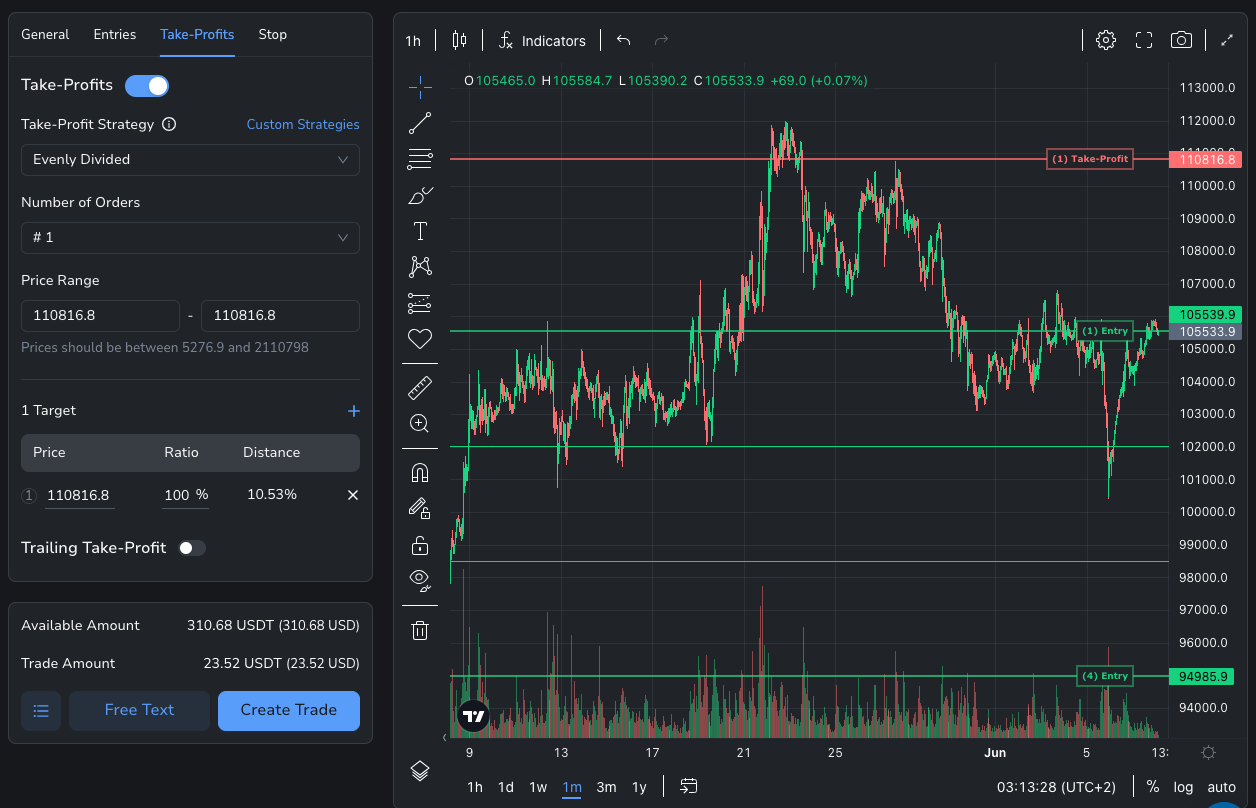 General Entries Take-Profits Stop
Take-Profits
Take-Profit Strategy Custom Strategies
Evenly Divided
Number of Orders
# 1
Price Range
110816.8 - 110816.8
Prices should be between 5276.9 and 2110798
1 Target +
Price Ratio Distance
1 110816.8 100 % 10.53%
Trailing Take-Profit
Available Amount 310.68 USDT (310.68 USD)
Trade Amount 23.52 USDT (23.52 USD)
Free Text Create Trade
1h Indicators
O105465.0 H105584.7 L105390.2 C105533.9 +69.0 (+0.07%)
113000.0
112000.0
(1) Take-Profit 110816.8
110000.0
109000.0
108000.0
107000.0
105539.9
(1) Entry 105533.9
105000.0
104000.0
103000.0
102000.0
101000.0
100000.0
99000.0
98000.0
97000.0
96000.0
(4) Entry 94985.9
94000.0
9 13 17 21 25 Jun 5 13:
1h 1d 1w 1m 3m 1y 03:13:28 (UTC+2) % log auto